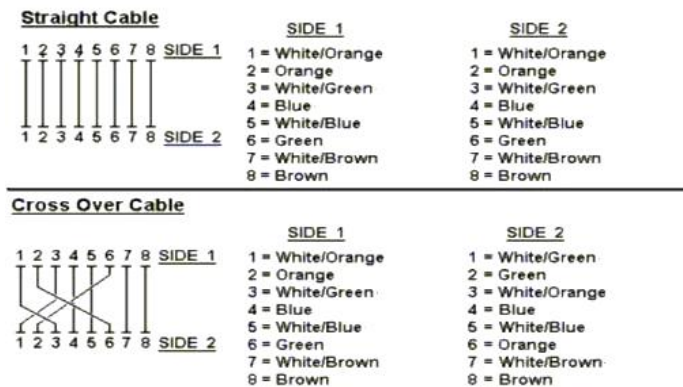 Straight Cable
1 2 3 4 5 6 7 8 SIDE 1
1 2 3 4 5 6 7 8 SIDE 2
SIDE 1
1 = White/Orange
2 = Orange
3 = White/Green
4 = Blue
5 = White/Blue
6 = Green
7 = White/Brown
8 = Brown
SIDE 2
1 = White/Orange
2 = Orange
3 = White/Green
4 = Blue
5 = White/Blue
6 = Green
7 = White/Brown
8 = Brown
Cross Over Cable
1 2 3 4 5 6 7 8 SIDE 1
1 2 3 4 5 6 7 8 SIDE 2
SIDE 1
1 = White/Orange
2 = Orange
3 = White/Green
4 = Blue
5 = White/Blue
6 = Green
7 = White/Brown
8 = Brown
SIDE 2
1 = White/Green
2 = Green
3 = White/Orange
4 = Blue
5 = White/Blue
6 = Orange
7 = White/Brown
8 = Brown